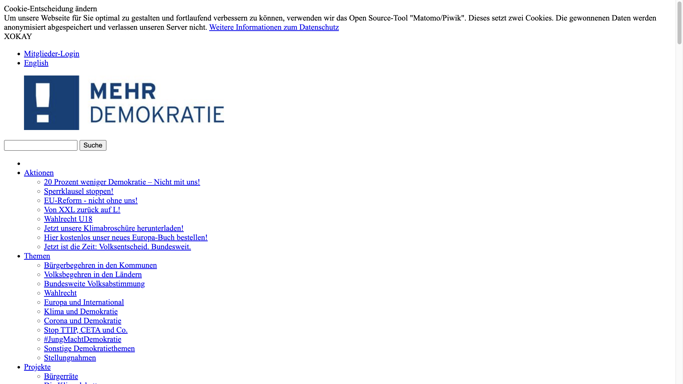 Cookie-Entscheidung ändern
Um unsere Webseite für Sie optimal zu gestalten und fortlaufend verbessern zu können, verwenden wir das Open Source-Tool "Matomo/Piwik". Dieses setzt zwei Cookies. Die gewonnenen Daten werden
anonymisiert abgespeichert und verlassen unseren Server nicht. Weitere Informationen zum Datenschutz
XOKAY
Mitglieder-Login
English
MEHR
DEMOKRATIE
Suche
Aktionen
20 Prozent weniger Demokratie – Nicht mit uns!
Sperrklausel stoppen!
EU-Reform - nicht ohne uns!
Von XXL zurück auf L!
Wahlrecht U18
Jetzt unsere Klimabroschüre herunterladen!
Hier kostenlos unser neues Europa-Buch bestellen!
Jetzt ist die Zeit: Volksentscheid. Bundesweit.
Themen
Bürgerbegehren in den Kommunen
Volksbegehren in den Ländern
Bundesweite Volksabstimmung
Wahlrecht
Europa und International
Klima und Demokratie
Corona und Demokratie
Stop TTIP, CETA und Co.
#JungMachtDemokratie
Sonstige Demokratiethemen
Stellungnahmen
Projekte
Bürgerräte